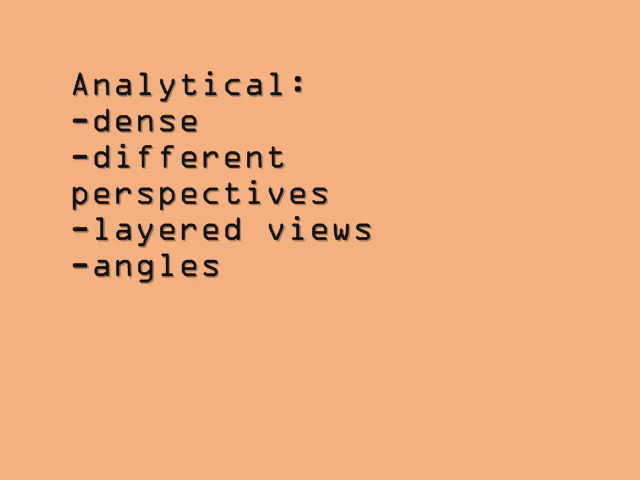 Analytical:
-dense
-different
perspectives
-layered views
-angles